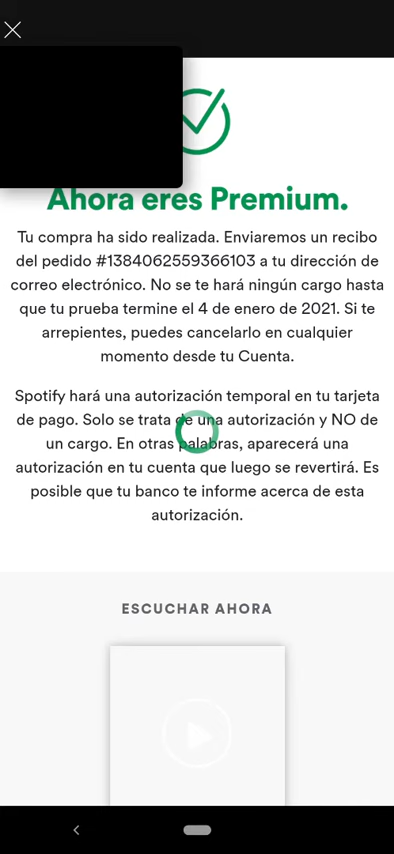 Ahora eres Premium.
Tu compra ha sido realizada. Enviaremos un recibo
del pedido #1384062559366103 a tu dirección de
correo electrónico. No se te hará ningún cargo hasta
que tu prueba termine el 4 de enero de 2021. Si te
arrepientes, puedes cancelarlo en cualquier
momento desde tu Cuenta.
Spotify hará una autorización temporal en tu tarjeta
de pago. Solo se trata de una autorización y NO de
un cargo. En otras palabras, aparecerá una
autorización en tu cuenta que luego se revertirá. Es
posible que tu banco te informe acerca de esta
autorización.
ESCUCHAR AHORA